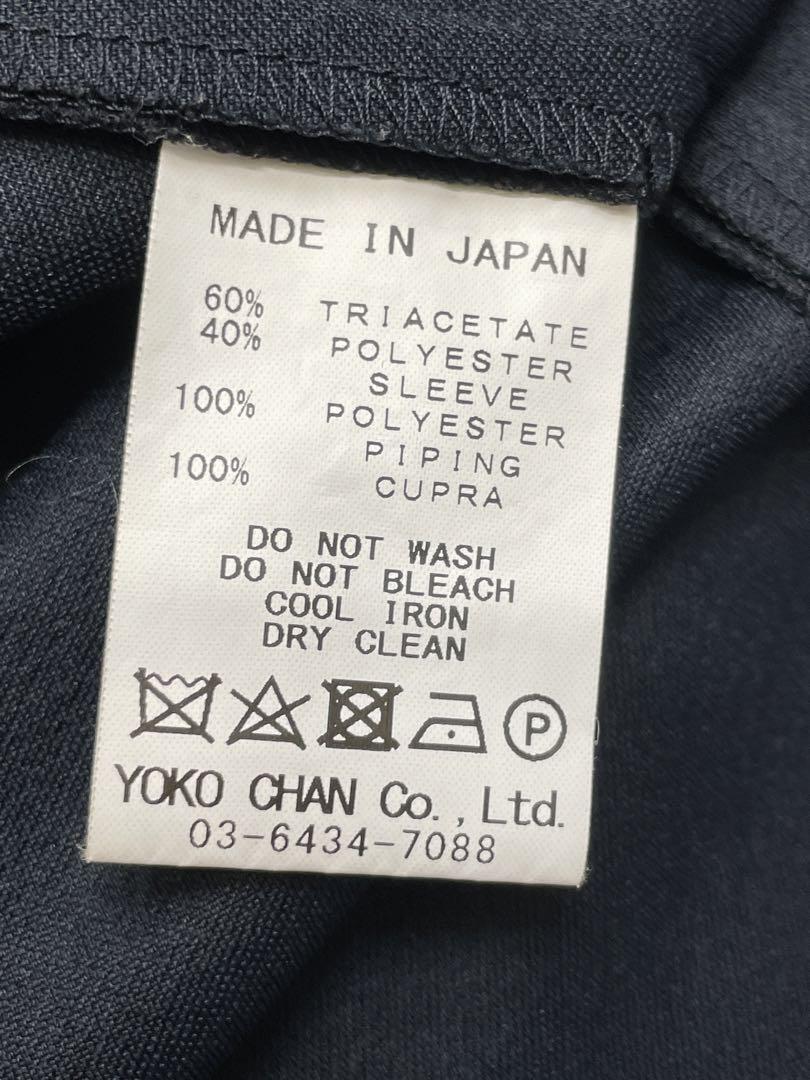 MADE IN JAPAN
60% TRIACETATE
40% POLYESTER
SLEEVE
100% POLYESTER
PIPING
100% CUPRA
DO NOT WASH
DO NOT BLEACH
COOL IRON
DRY CLEAN
P
YOKO CHAN Co., Ltd.
03-6434-7088